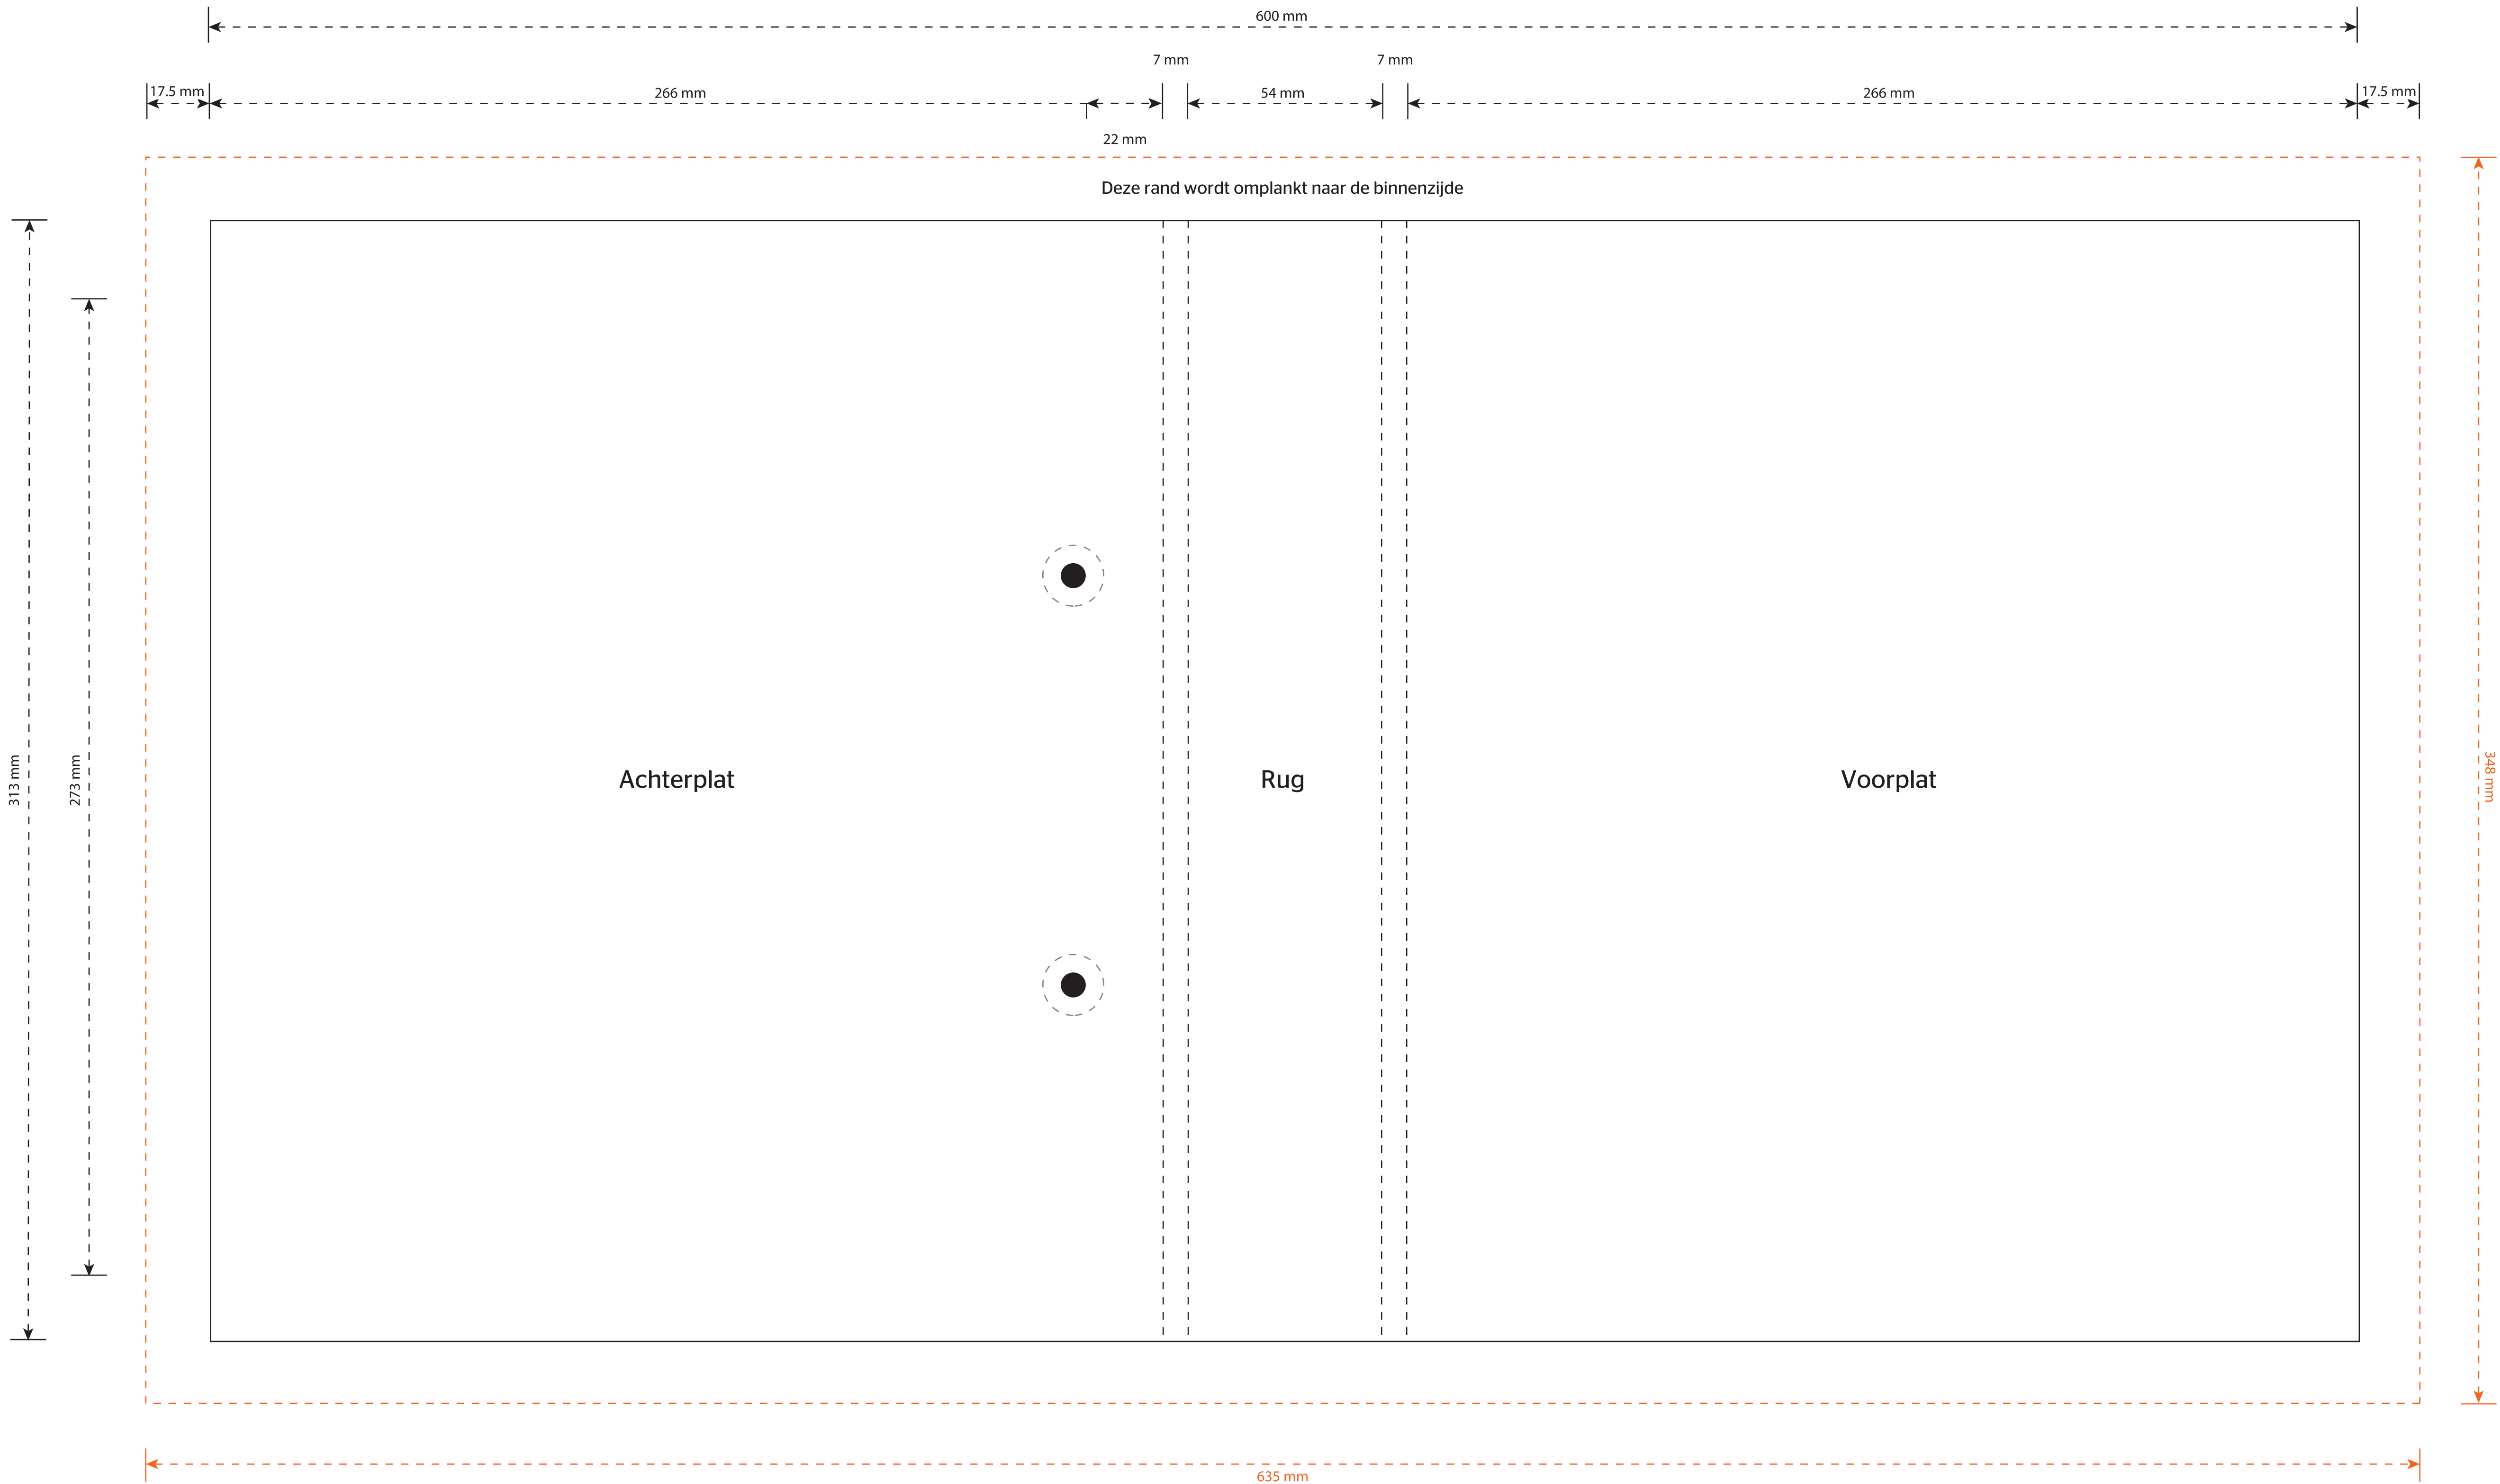 600 mm
7 mm
7 mm
17.5 mm
266 mm
54 mm
266 mm
17.5 mm
22 mm
Deze rand wordt omplankt naar de binnenzijde
313 mm
273 mm
Achterplat
Rug
Voorplat
348 mm
635 mm